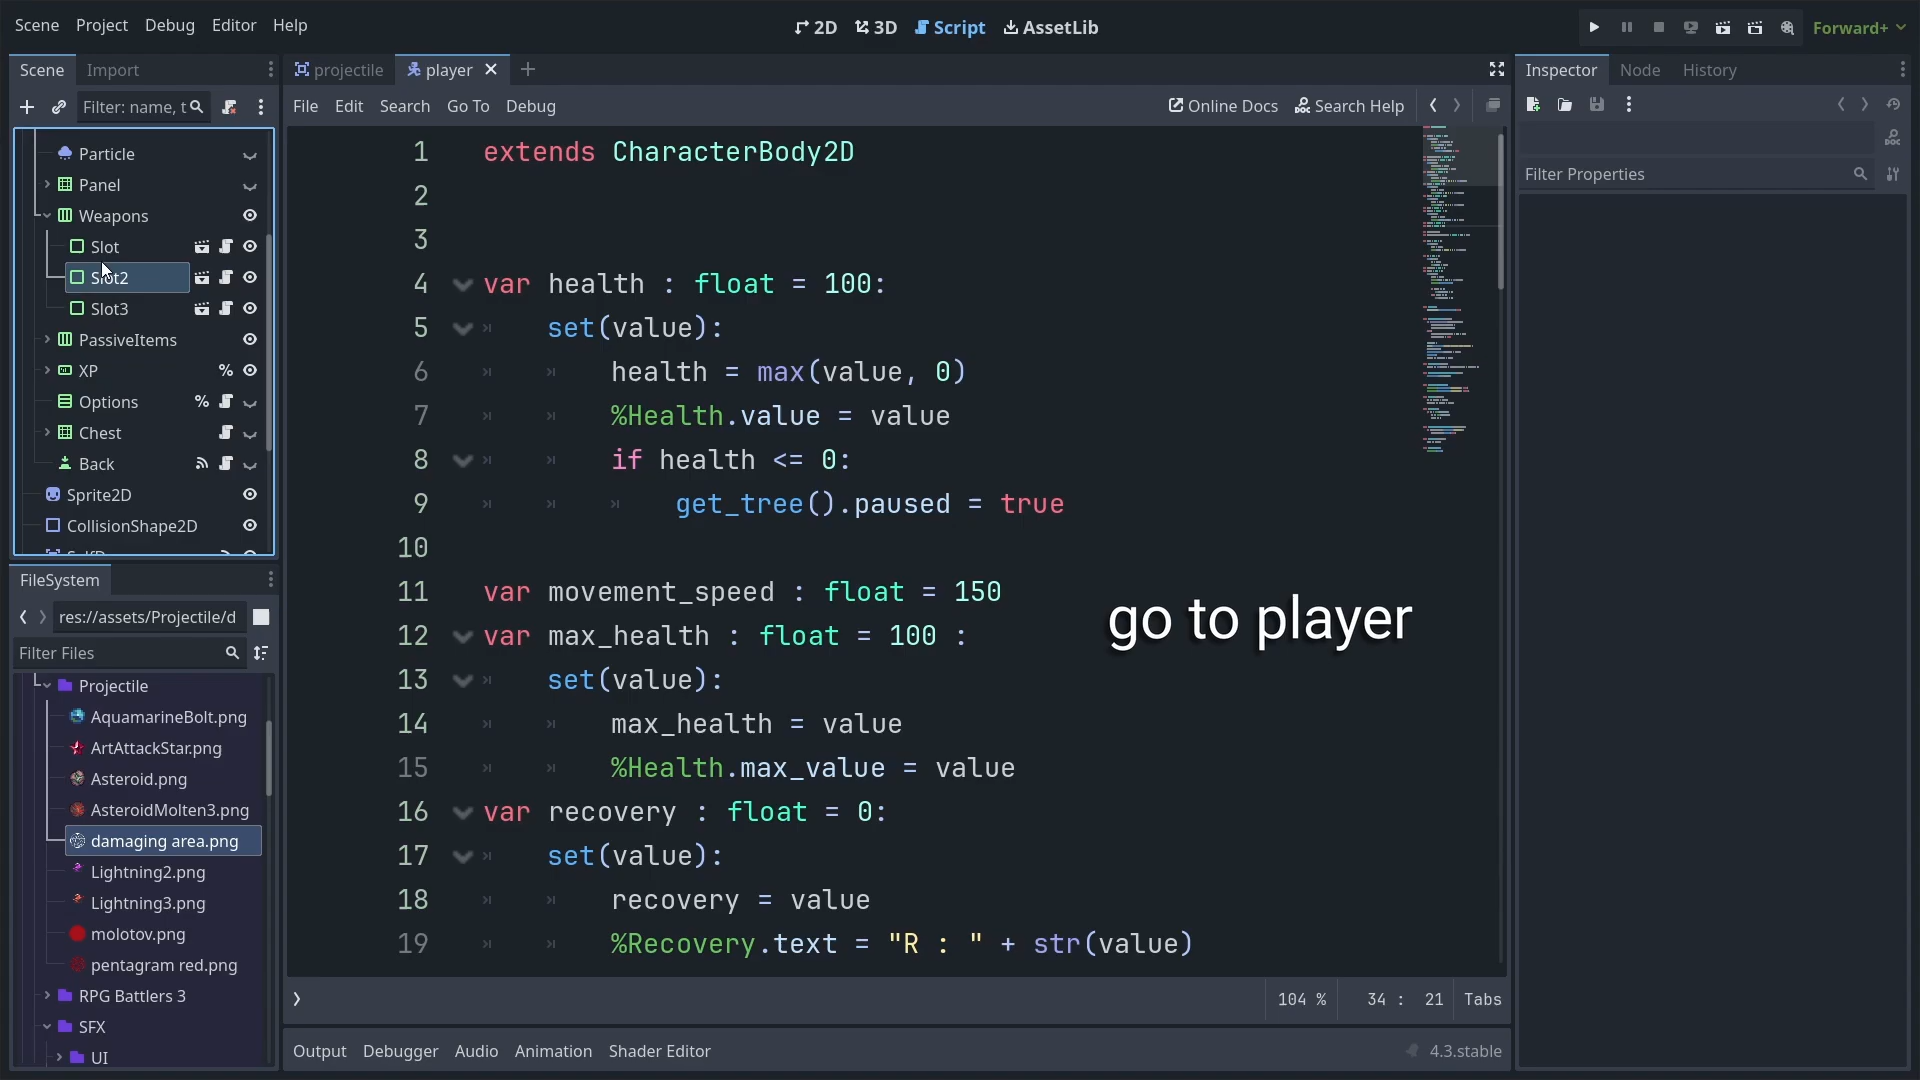 Scene Project Debug Editor Help
2D 3D Script AssetLib
Forward+
Scene Import
projectile player
Inspector Node History
Filter: name, t
File Edit Search Go To Debug
Online Docs Search Help
Filter Properties
Particle
Panel
Weapons
Slot
Slot2
Slot3
PassiveItems
XP %
Options %
Chest
Back
Sprite2D
CollisionShape2D
1 extends CharacterBody2D
2
3
4 var health : float = 100:
5 set(value):
6 health = max(value, 0)
7 %Health.value = value
8 if health <= 0:
9 get_tree().paused = true
10
11 var movement_speed : float = 150
12 var max_health : float = 100 :
13 set(value):
14 max_health = value
15 %Health.max_value = value
16 var recovery : float = 0:
17 set(value):
18 recovery = value
19 %Recovery.text = "R : " + str(value)
go to player
FileSystem
res://assets/Projectile/d
Filter Files
Projectile
AquamarineBolt.png
ArtAttackStar.png
Asteroid.png
AsteroidMolten3.png
damaging area.png
Lightning2.png
Lightning3.png
molotov.png
pentagram red.png
RPG Battlers 3
SFX
UI
104 % 34 : 21 Tabs
Output Debugger Audio Animation Shader Editor
4.3.stable